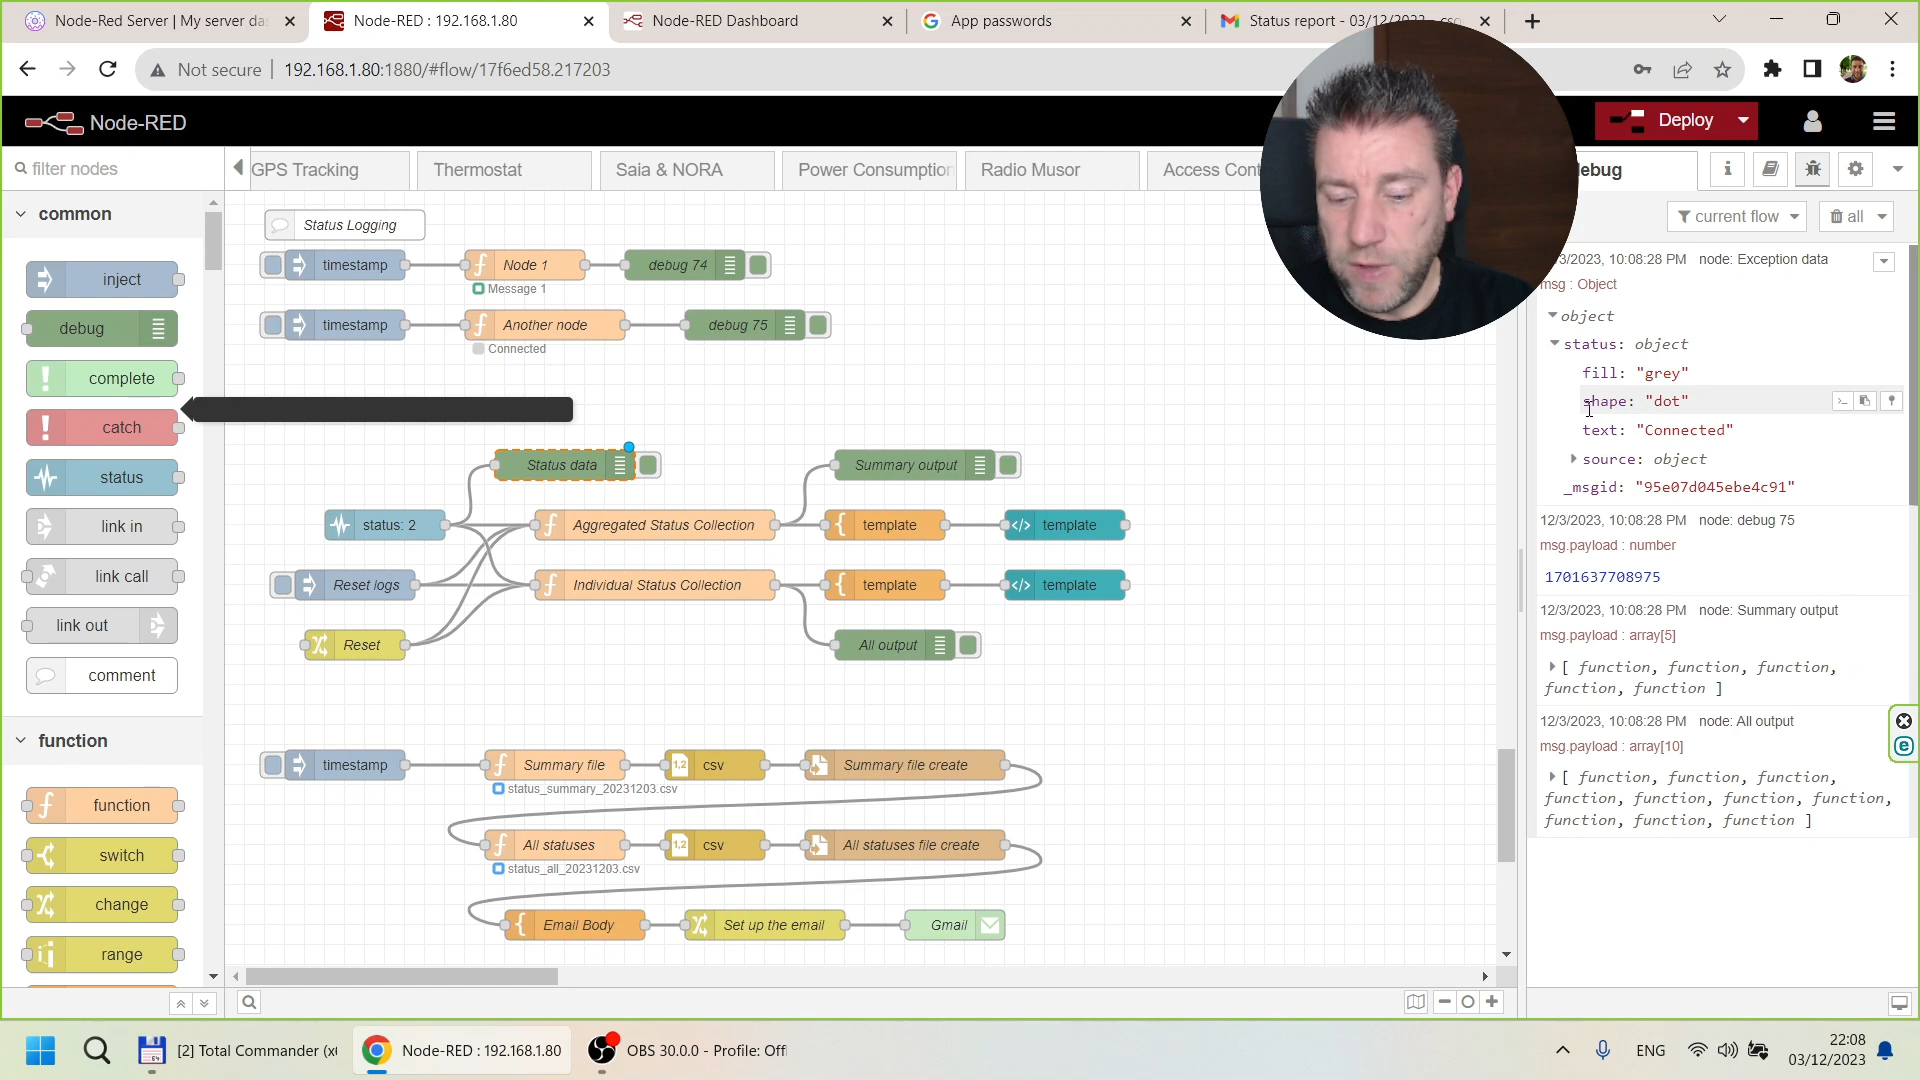 Node-Red Server | My server da
Node-RED : 192.168.1.80
Node-RED Dashboard
App passwords
Status report - 03/12/2023 - cso
Not secure
192.168.1.80:1880/#flow/17f6ed58.217203
Node-RED
Deploy
filter nodes
GPS Tracking
Thermostat
Saia & NORA
Power Consumption
Radio Musor
Access Cont
ebug
common
inject
debug
complete
catch
status
link in
link call
link out
comment
function
function
switch
change
range
Status Logging
timestamp
Node 1
debug 74
Message 1
timestamp
Another node
debug 75
Connected
Status data
Summary output
status: 2
Aggregated Status Collection
template
template
Reset logs
Individual Status Collection
template
template
Reset
All output
timestamp
Summary file
csv
Summary file create
status_summary_20231203.csv
All statuses
csv
All statuses file create
status_all_20231203.csv
Email Body
Set up the email
Gmail
current flow
all
/3/2023, 10:08:28 PM node: Exception data
msg : Object
object
status: object
fill: "grey"
shape: "dot"
text: "Connected"
source: object
_msgid: "95e07d045ebe4c91"
12/3/2023, 10:08:28 PM node: debug 75
msg.payload : number
1701637708975
12/3/2023, 10:08:28 PM node: Summary output
msg.payload : array[5]
[ function, function, function,
function, function ]
12/3/2023, 10:08:28 PM node: All output
msg.payload : array[10]
[ function, function, function,
function, function, function, function,
function, function, function ]
[2] Total Commander (x
Node-RED : 192.168.1.80
OBS 30.0.0 - Profile: Off
ENG
22:08
03/12/2023